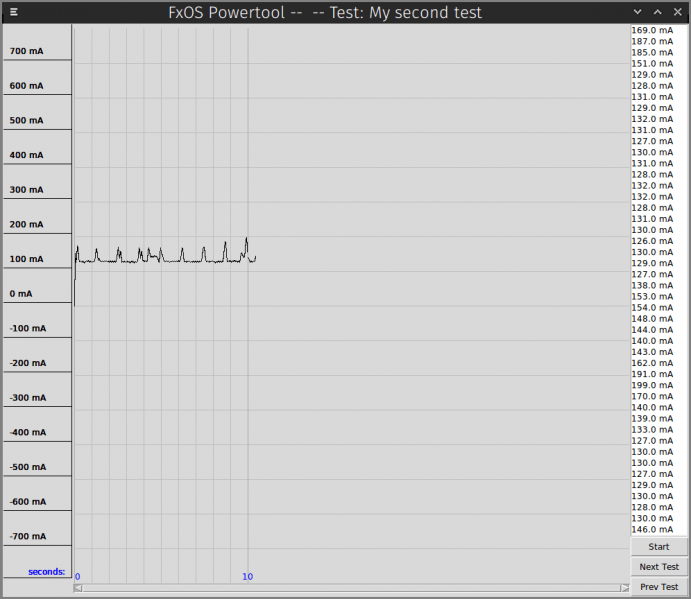 FxOS Powertool -- -- Test: My second test
700 mA
600 mA
500 mA
400 mA
300 mA
200 mA
100 mA
0 mA
-100 mA
-200 mA
-300 mA
-400 mA
-500 mA
-600 mA
-700 mA
seconds:
0
10
169.0 mA
187.0 mA
185.0 mA
151.0 mA
129.0 mA
128.0 mA
131.0 mA
129.0 mA
132.0 mA
131.0 mA
127.0 mA
130.0 mA
131.0 mA
128.0 mA
132.0 mA
132.0 mA
128.0 mA
131.0 mA
130.0 mA
126.0 mA
130.0 mA
129.0 mA
127.0 mA
138.0 mA
153.0 mA
154.0 mA
148.0 mA
144.0 mA
140.0 mA
143.0 mA
162.0 mA
191.0 mA
199.0 mA
170.0 mA
140.0 mA
139.0 mA
133.0 mA
127.0 mA
130.0 mA
130.0 mA
127.0 mA
129.0 mA
130.0 mA
128.0 mA
130.0 mA
146.0 mA
Start
Next Test
Prev Test